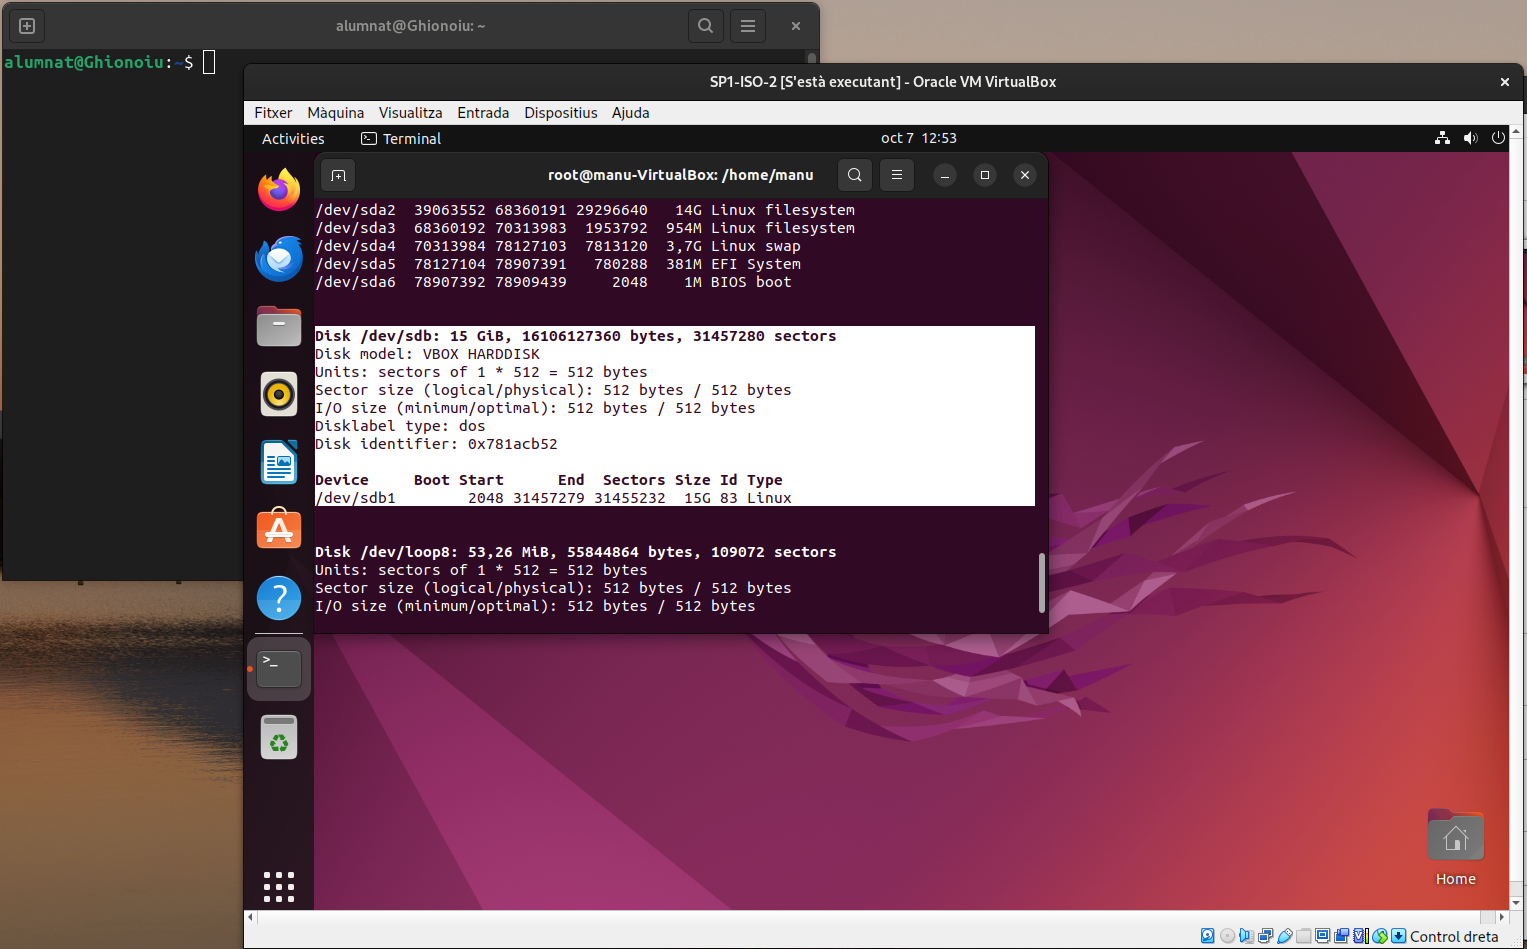 alumnat@Ghionoiu: ~
alumnat@Ghionoiu:~$
SP1-ISO-2 [S'està executant] - Oracle VM VirtualBox
Fitxer Màquina Visualitza Entrada Dispositius Ajuda
Activities Terminal oct 7 12:53
root@manu-VirtualBox: /home/manu
/dev/sda2 39063552 68360191 29296640 14G Linux filesystem
/dev/sda3 68360192 70313983 1953792 954M Linux filesystem
/dev/sda4 70313984 78127103 7813120 3,7G Linux swap
/dev/sda5 78127104 78907391 780288 381M EFI System
/dev/sda6 78907392 78909439 2048 1M BIOS boot
Disk /dev/sdb: 15 GiB, 16106127360 bytes, 31457280 sectors
Disk model: VBOX HARDDISK
Units: sectors of 1 * 512 = 512 bytes
Sector size (logical/physical): 512 bytes / 512 bytes
I/O size (minimum/optimal): 512 bytes / 512 bytes
Disklabel type: dos
Disk identifier: 0x781acb52
Device Boot Start End Sectors Size Id Type
/dev/sdb1 2048 31457279 31455232 15G 83 Linux
Disk /dev/loop8: 53,26 MiB, 55844864 bytes, 109072 sectors
Units: sectors of 1 * 512 = 512 bytes
Sector size (logical/physical): 512 bytes / 512 bytes
I/O size (minimum/optimal): 512 bytes / 512 bytes
Home
Control dreta